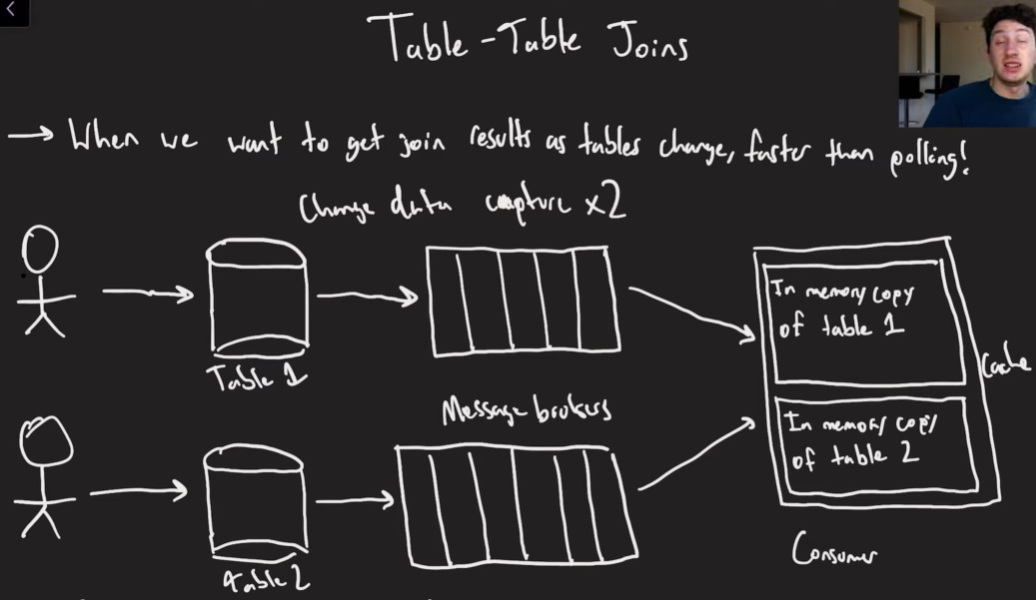 Table-Table Joins
→ When we want to get join results as tables change, faster than polling!
Change data capture x2
In memory copy
of table 1
Table 1
Cache
Message brokers
In memory copy
of table 2
Consumer
Table 2